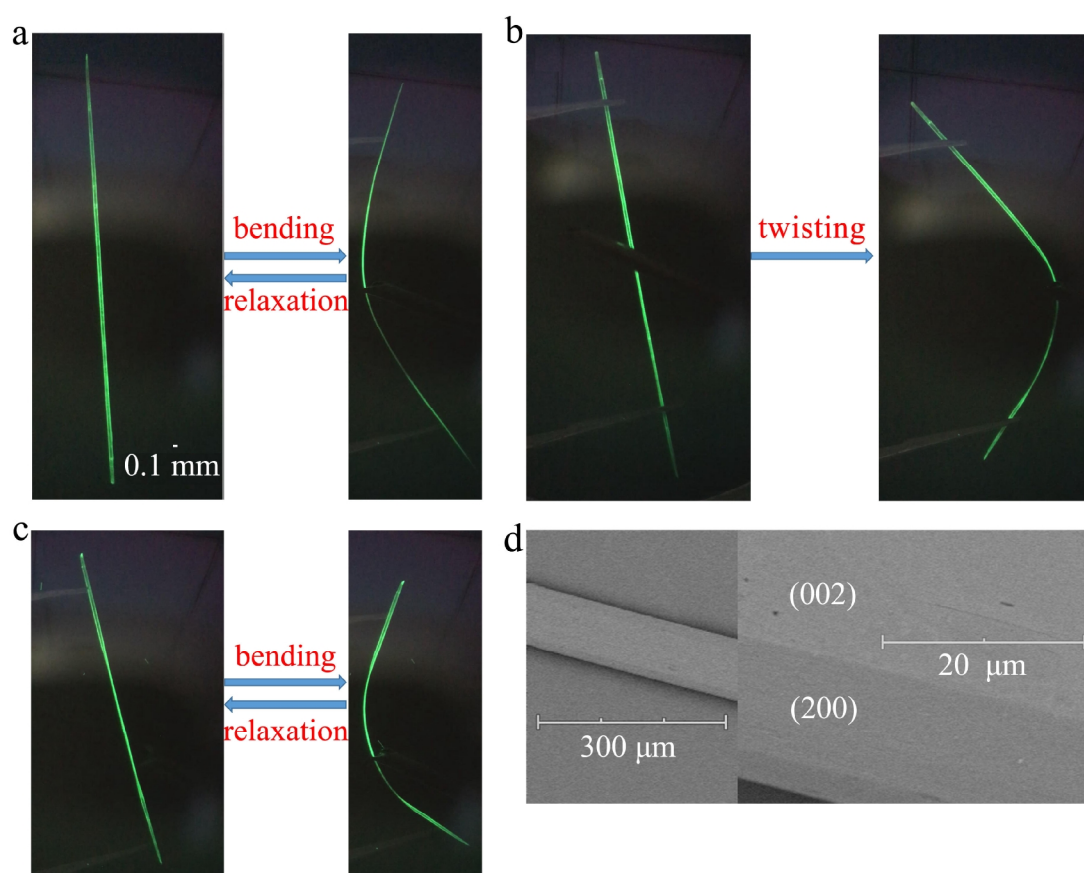 a
bending
relaxation
0.1 mm
b
twisting
c
bending
relaxation
d
(002)
20 μm
(200)
300 μm